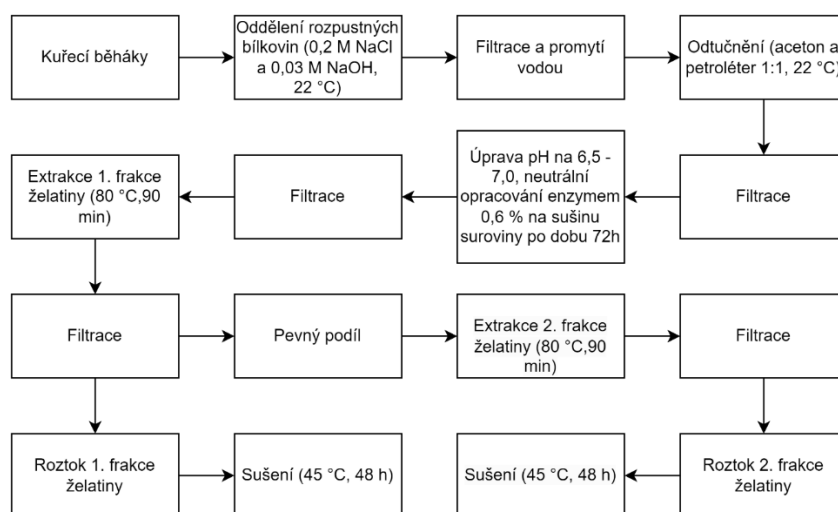 Kuřecí běháky
Oddělení rozpustných
bílkovin (0,2 M NaCl
a 0,03 M NaOH,
22 °C)
Filtrace a promytí
vodou
Odtučnění (aceton a
petroléter 1:1, 22 °C)
Filtrace
Úprava pH na 6,5 -
7,0, neutrální
opracování enzymem
0,6 % na sušinu
suroviny po dobu 72h
Filtrace
Extrakce 1. frakce
želatiny (80 °C,90
min)
Filtrace
Pevný podíl
Extrakce 2. frakce
želatiny (80 °C,90
min)
Filtrace
Roztok 1. frakce
želatiny
Sušení (45 °C, 48 h)
Roztok 2. frakce
želatiny
Sušení (45 °C, 48 h)